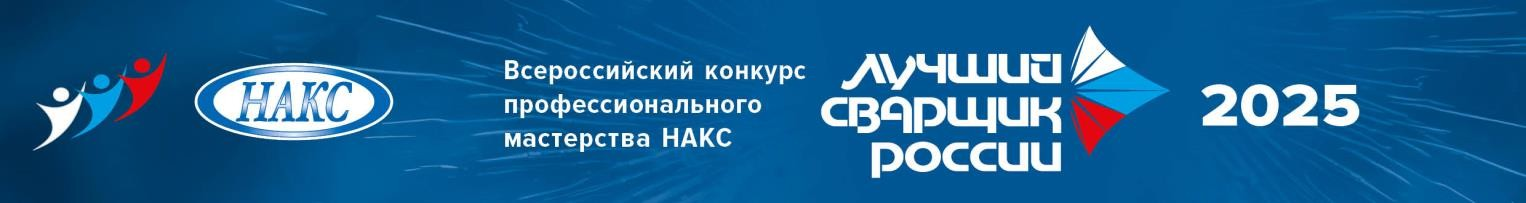 НАКС
Всероссийский конкурс
профессионального
мастерства НАКС
ЛУЧШИЙ
СВАРЩИК
РОССИИ
2025